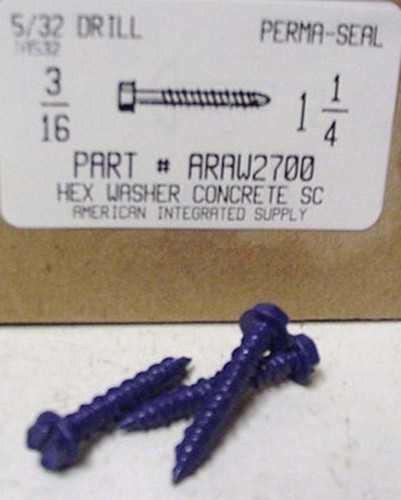 5/32 DRILL PERMA-SEAL
3/16 1 1/4
PART # ARAW2700
HEX WASHER CONCRETE SC
AMERICAN INTEGRATED SUPPLY